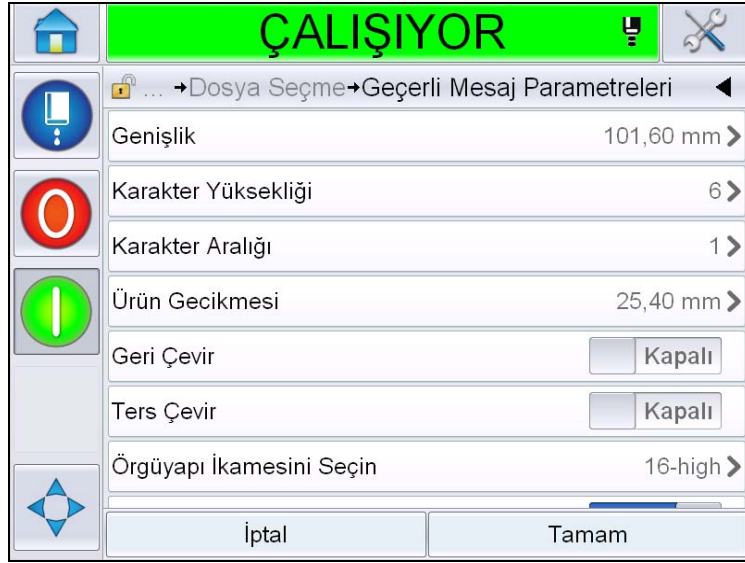 ÇALIŞIYOR
... →Dosya Seçme→Geçerli Mesaj Parametreleri
Genişlik 101,60 mm
Karakter Yüksekliği 6
Karakter Aralığı 1
Ürün Gecikmesi 25,40 mm
Geri Çevir Kapalı
Ters Çevir Kapalı
Örgüyapı İkamesini Seçin 16-high
İptal Tamam